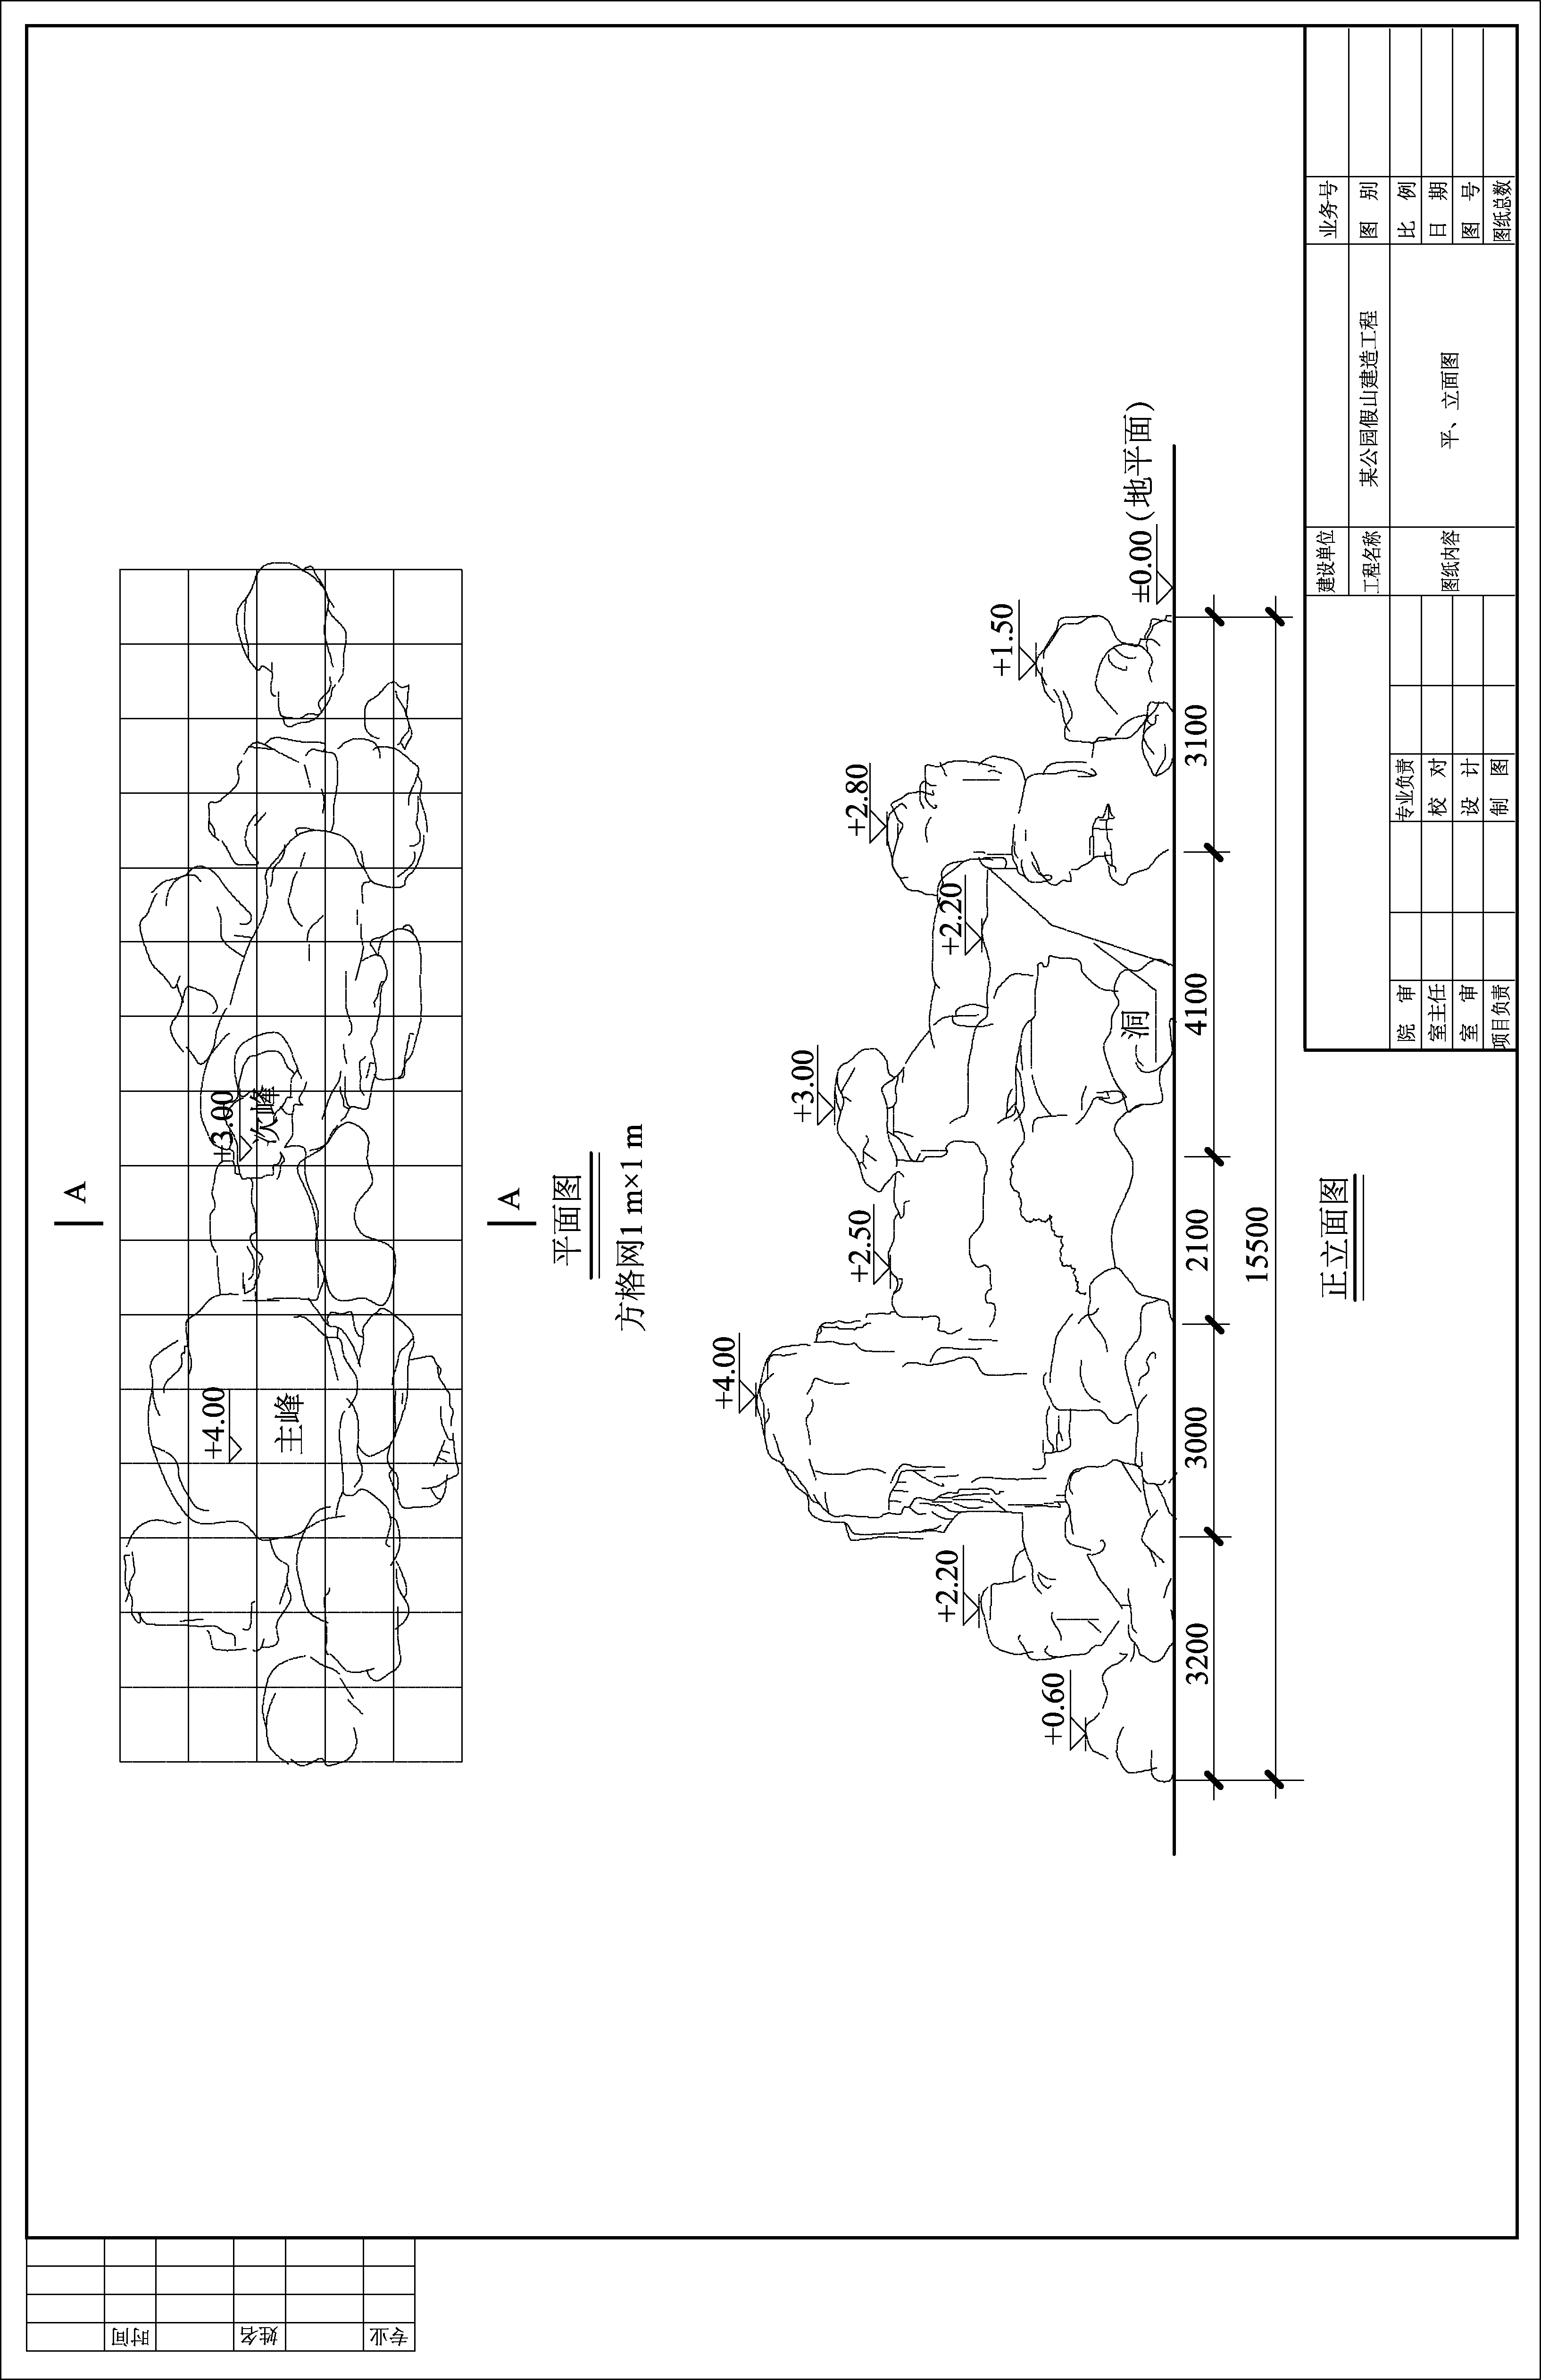 A
+4.00
主峰
+3.00
次峰
A
平面图
方格网1 m×1 m
+0.60
+2.20
+4.00
+2.50
+3.00
+2.20
+2.80
+1.50
±0.00(地平面)
洞
3200
3000
2100
4100
3100
15500
正立面图
建设单位
业务号
工程名称
某公园假山建造工程
图 别
院 审
专业负责
图纸内容
平、立面图
比 例
室主任
校 对
日 期
室 审
设 计
图 号
项目负责
制 图
图纸总数
时间
姓名
专业